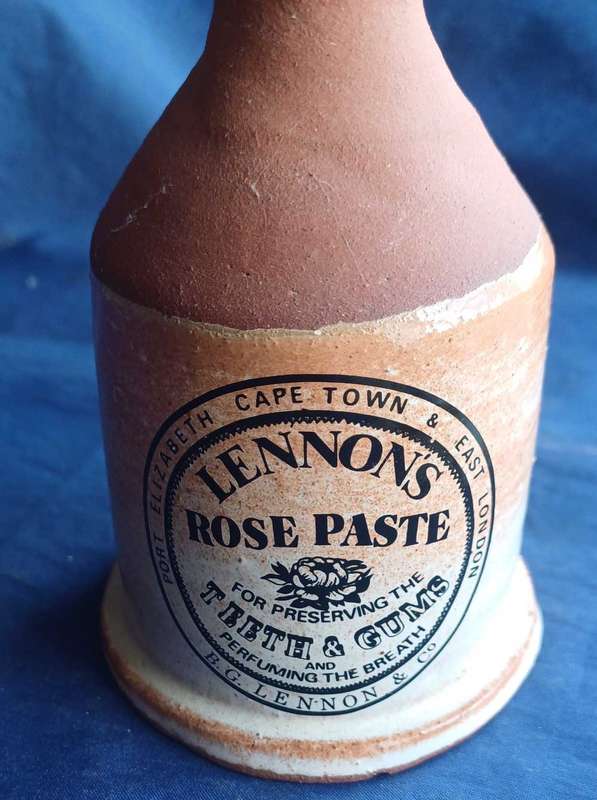 PORT ELIZABETH CAPE TOWN & EAST LONDON
LENNON'S
ROSE PASTE
FOR PRESERVING THE
TEETH & GUMS
AND
PERFUMING THE BREATH
B.G. LENNON & Co